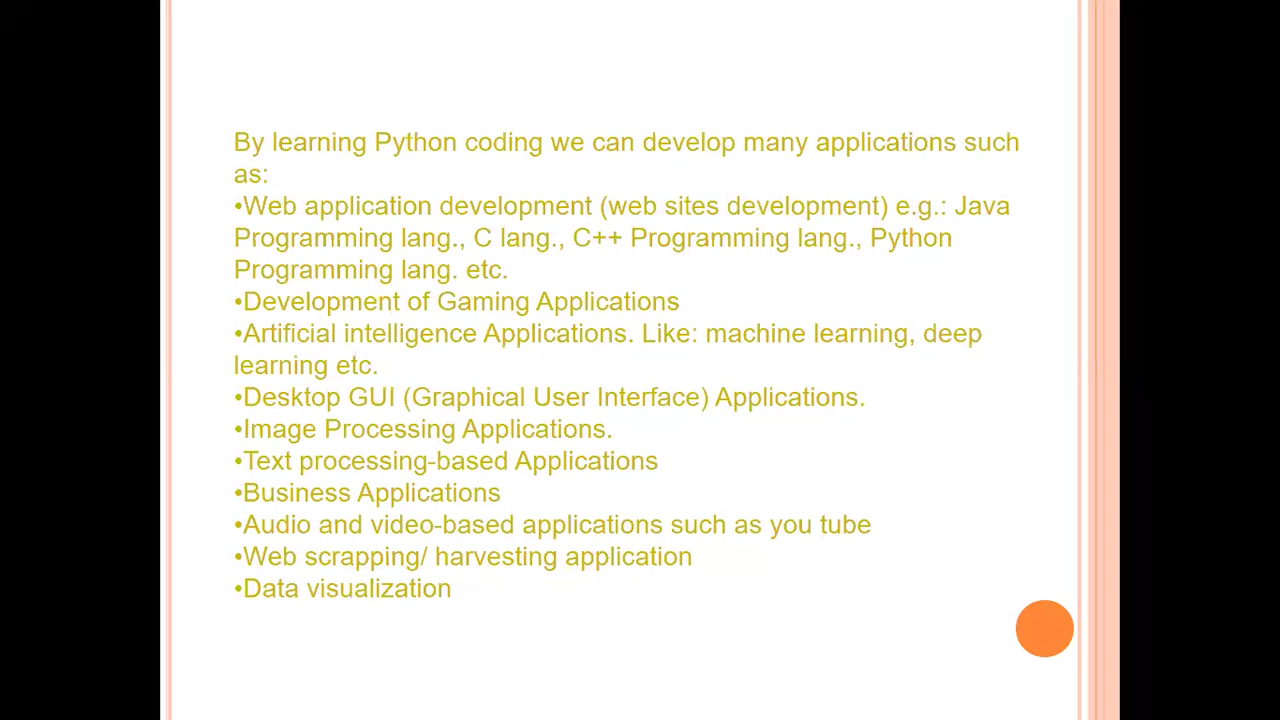 By learning Python coding we can develop many applications such
as:
•Web application development (web sites development) e.g.: Java
Programming lang., C lang., C++ Programming lang., Python
Programming lang. etc.
•Development of Gaming Applications
•Artificial intelligence Applications. Like: machine learning, deep
learning etc.
•Desktop GUI (Graphical User Interface) Applications.
•Image Processing Applications.
•Text processing-based Applications
•Business Applications
•Audio and video-based applications such as you tube
•Web scrapping/ harvesting application
•Data visualization